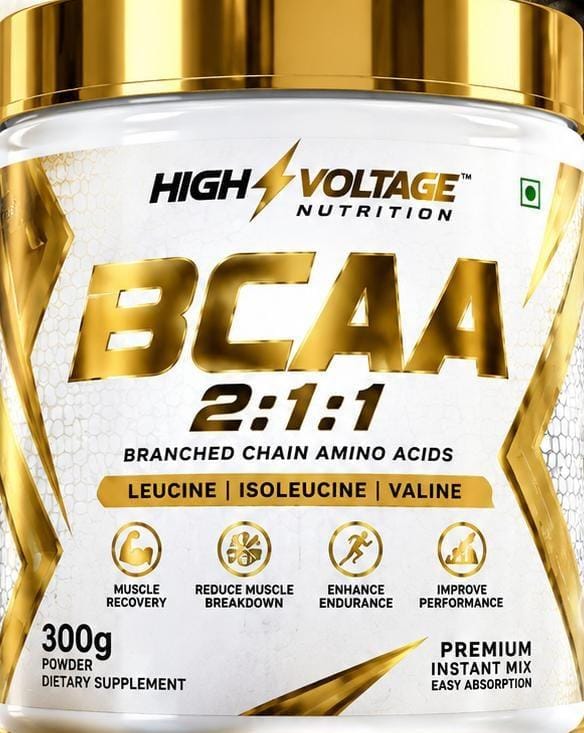 HIGH VOLTAGE™
NUTRITION
BCAA
2:1:1
BRANCHED CHAIN AMINO ACIDS
LEUCINE | ISOLEUCINE | VALINE
MUSCLE RECOVERY
REDUCE MUSCLE BREAKDOWN
ENHANCE ENDURANCE
IMPROVE PERFORMANCE
300g
POWDER
DIETARY SUPPLEMENT
PREMIUM
INSTANT MIX
EASY ABSORPTION